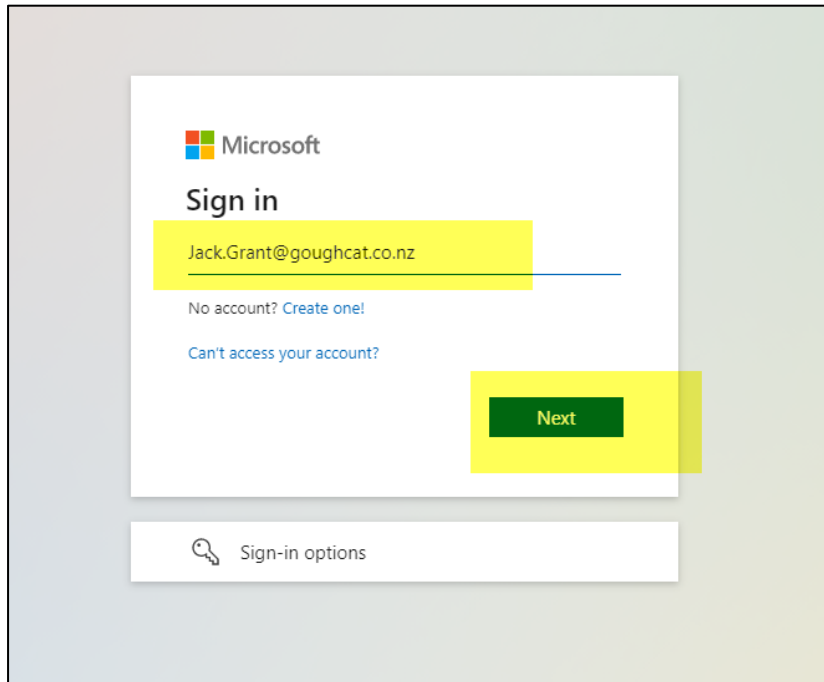 Microsoft
Sign in
Jack.Grant@goughcat.co.nz
No account? Create one!
Can't access your account?
Next
Sign-in options